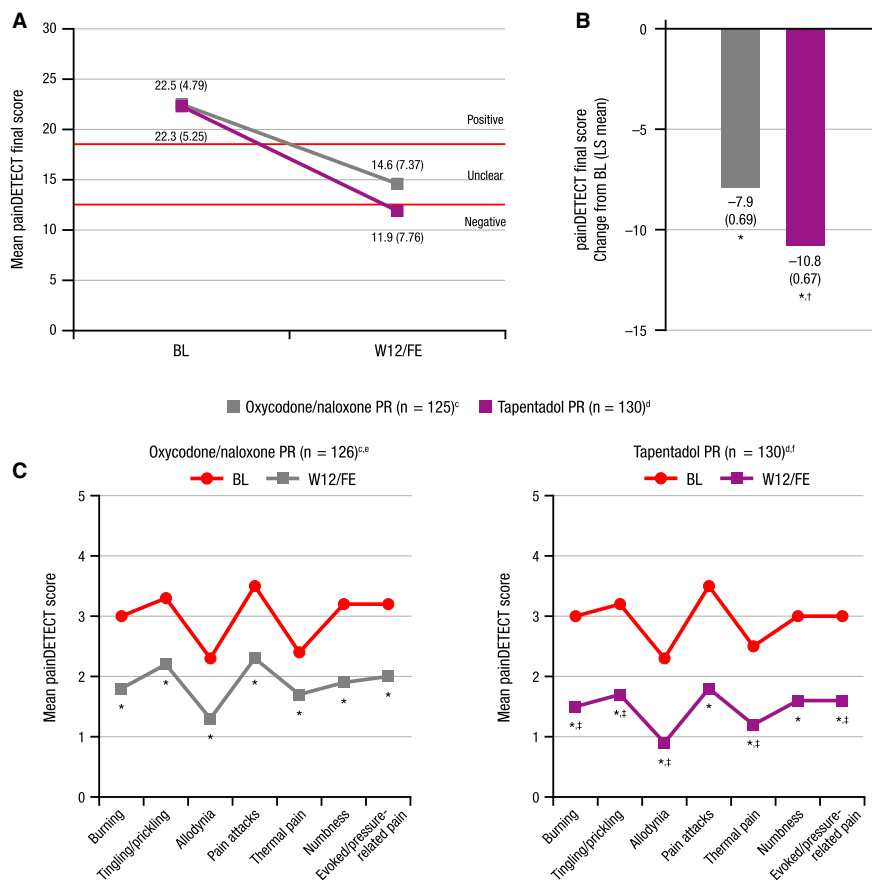 A
Mean painDETECT final score
30
25
20
15
10
5
0
22.5 (4.79)
22.3 (5.25)
14.6 (7.37)
11.9 (7.76)
Positive
Unclear
Negative
BL
W12/FE
B
painDETECT final score
Change from BL (LS mean)
0
–5
–10
–15
–7.9
(0.69)
*
–10.8
(0.67)
*,†
Oxycodone/naloxone PR (n = 125)c
Tapentadol PR (n = 130)d
C
Oxycodone/naloxone PR (n = 126)c,e
BL
W12/FE
Mean painDETECT score
5
4
3
2
1
0
*
*
*
*
*
*
*
Burning
Tingling/prickling
Allodynia
Pain attacks
Thermal pain
Numbness
Evoked/pressure-
related pain
Tapentadol PR (n = 130)d,f
BL
W12/FE
Mean painDETECT score
5
4
3
2
1
0
*,‡
*,‡
*,‡
*
*,‡
*
*,‡
Burning
Tingling/prickling
Allodynia
Pain attacks
Thermal pain
Numbness
Evoked/pressure-
related pain